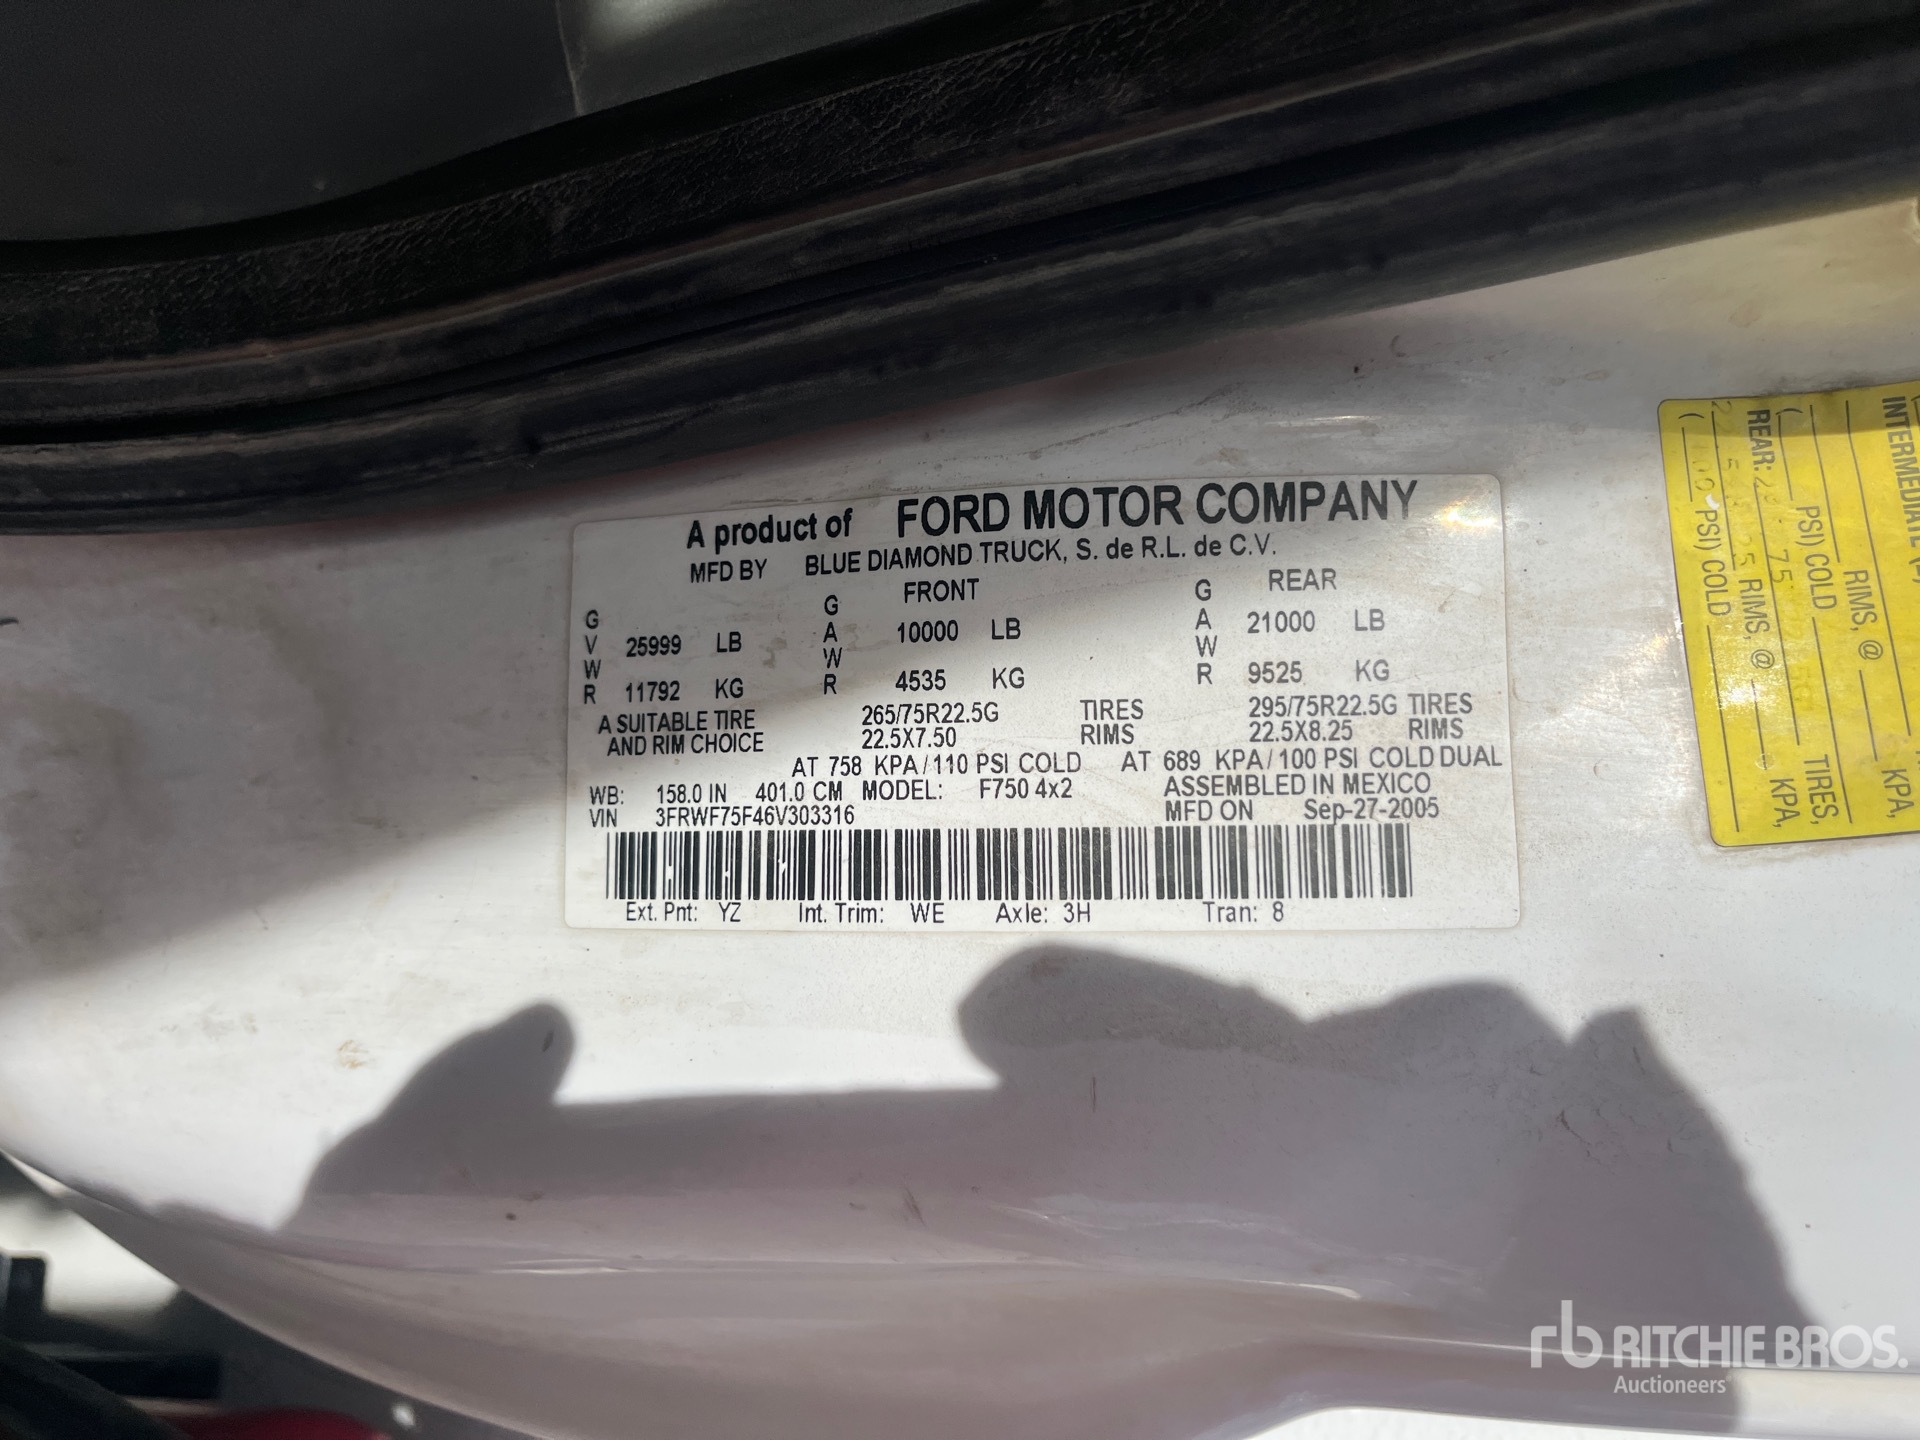 A product of FORD MOTOR COMPANY
MFD BY BLUE DIAMOND TRUCK, S. de R.L. de C.V.
FRONT REAR
GVWR 25999 LB GAWR 10000 LB GAWR 21000 LB
11792 KG 4535 KG 9525 KG
A SUITABLE TIRE 265/75R22.5G TIRES 295/75R22.5G TIRES
AND RIM CHOICE 22.5X7.50 RIMS 22.5X8.25 RIMS
AT 758 KPA/110 PSI COLD AT 689 KPA/100 PSI COLD DUAL
WB: 158.0 IN 401.0 CM MODEL: F750 4x2 ASSEMBLED IN MEXICO
VIN 3FRWF75F46V303316 MFD ON Sep-27-2005
Ext. Pnt: YZ Int. Trim: WE Axle: 3H Tran: 8
INTERMEDIATE
RIMS, @ KPA,
( PSI) COLD
REAR: 75 TIRES,
RIMS, @ KPA,
( 100 PSI) COLD
rb RITCHIE BROS.
Auctioneers